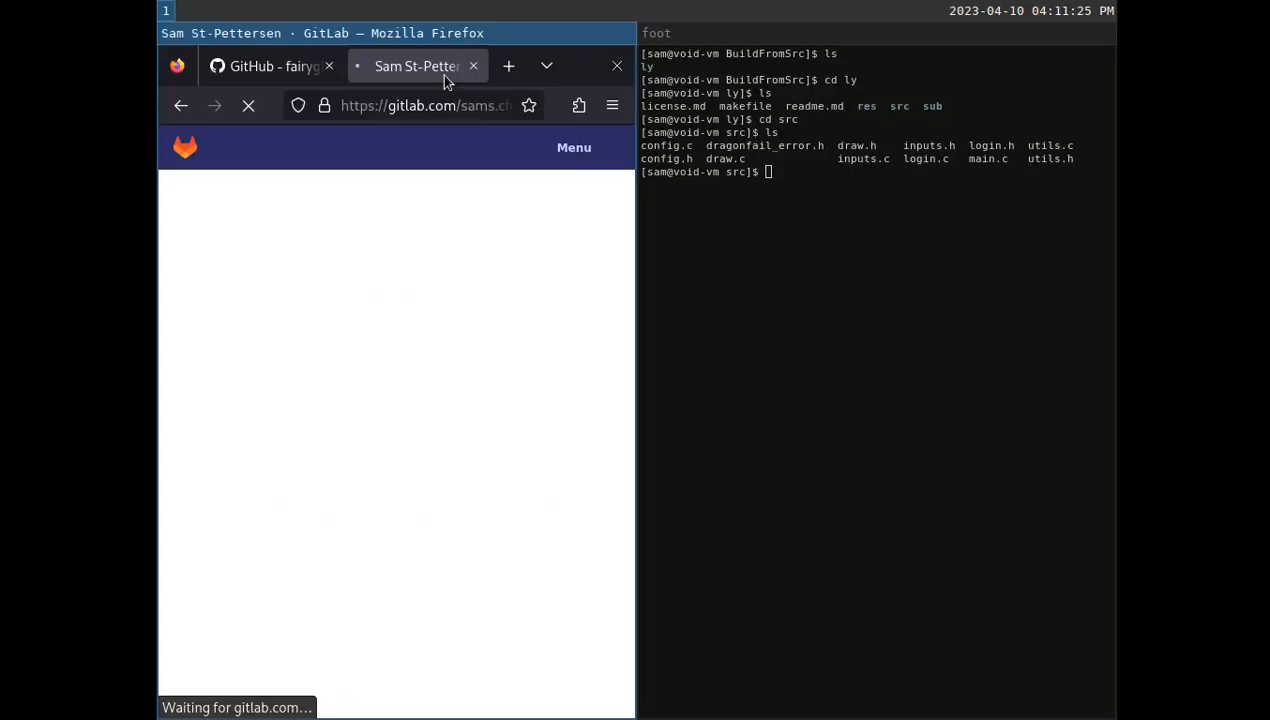 1
2023-04-10 04:11:25 PM
Sam St-Pettersen · GitLab — Mozilla Firefox
foot
GitHub - fairyg
Sam St-Petter
https://gitlab.com/sams.ch
Menu
Waiting for gitlab.com…
[sam@void-vm BuildFromSrc]$ ls
ly
[sam@void-vm BuildFromSrc]$ cd ly
[sam@void-vm ly]$ ls
license.md makefile readme.md res src sub
[sam@void-vm ly]$ cd src
[sam@void-vm src]$ ls
config.c dragonfail_error.h draw.h inputs.h login.h utils.c
config.h draw.c inputs.c login.c main.c utils.h
[sam@void-vm src]$